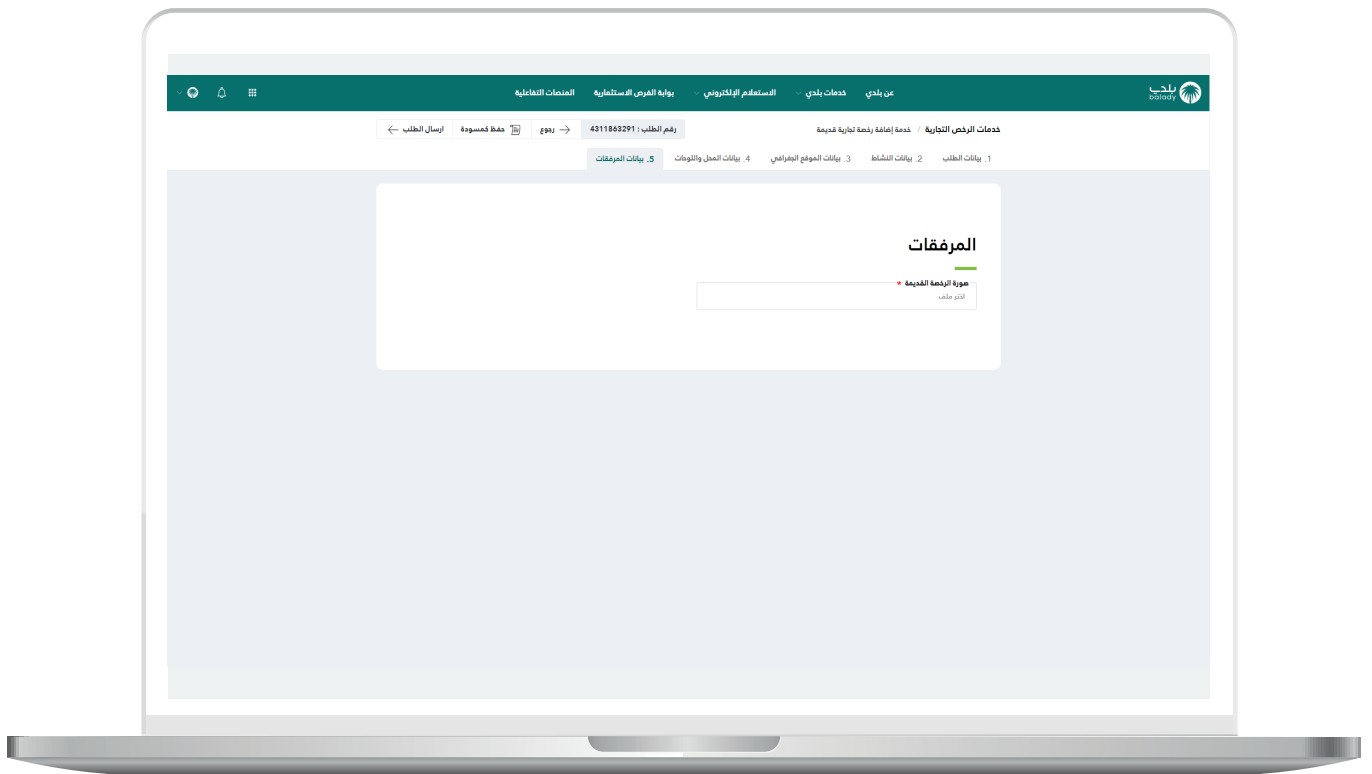 بلدي
balady
عن بلدي خدمات بلدي الاستعلام الإلكتروني بوابة الفرص الاستثمارية المنصات التفاعلية
خدمات الرخص التجارية / خدمة إضافة رخصة تجارية قديمة
رقم الطلب : 4311863291 رجوع حفظ كمسودة ارسال الطلب
1. بيانات الطلب 2. بيانات النشاط 3. بيانات الموقع الجغرافي 4. بيانات المحل واللوحات 5. بيانات المرفقات
المرفقات
صورة الرخصة القديمة *
اختر ملف